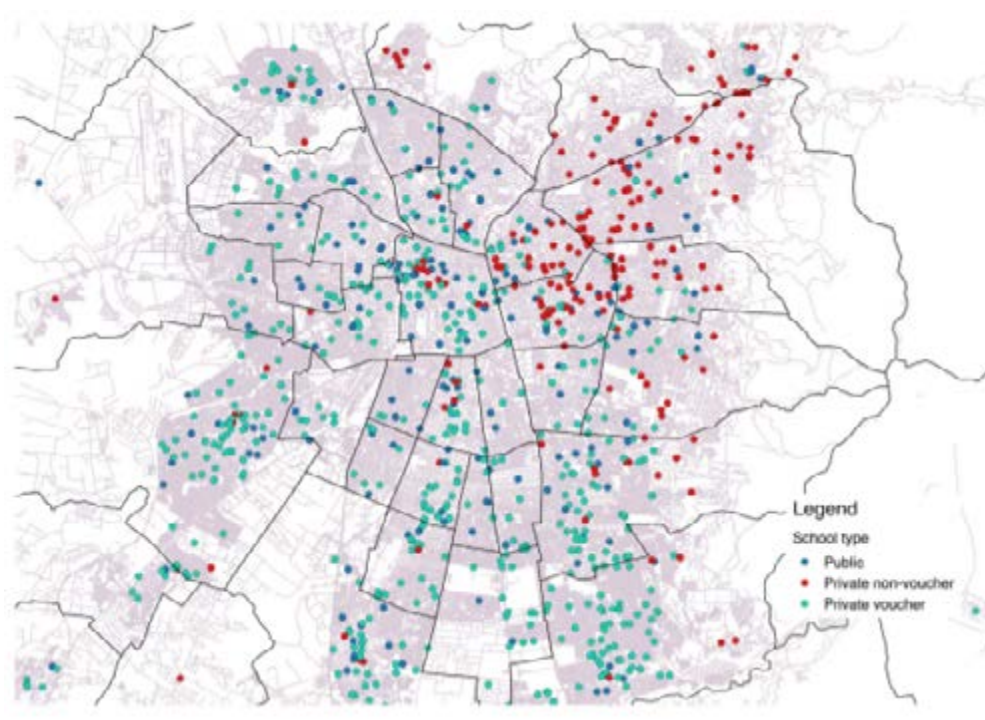 Legend
School type
Public
Private non-voucher
Private voucher